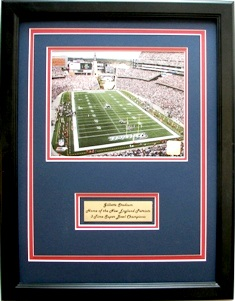 Gillette Stadium
Home of the New England Patriots
3 Time Super Bowl Champions